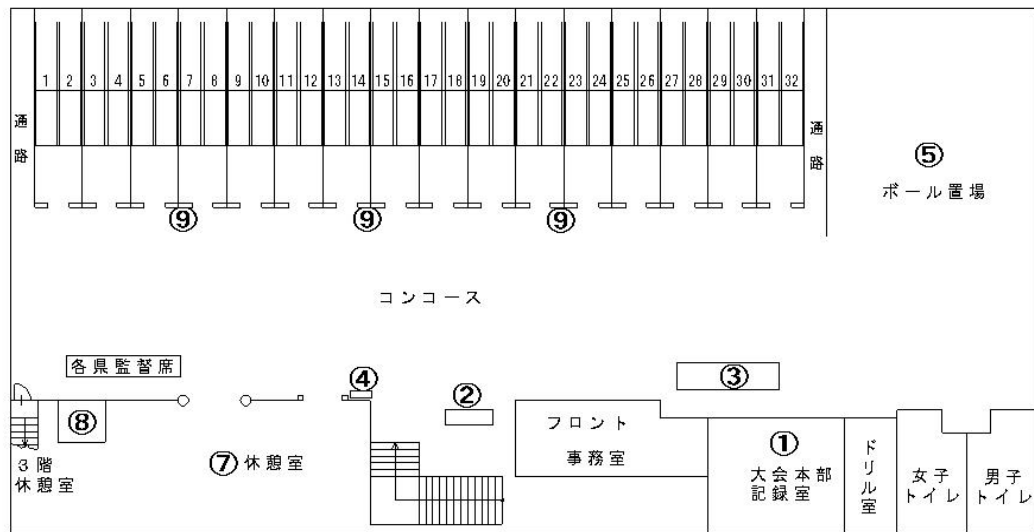 1 2 3 4 5 6 7 8 9 10 11 12 13 14 15 16 17 18 19 20 21 22 23 24 25 26 27 28 29 30 31 32
通路
通路
⑤
ボール置場
⑨ ⑨ ⑨
コンコース
各県監督席
③
④
②
⑧
フロント
事務室
①
大会本部
記録室
ドリル室
女子
トイレ
男子
トイレ
⑦休憩室
3階
休憩室